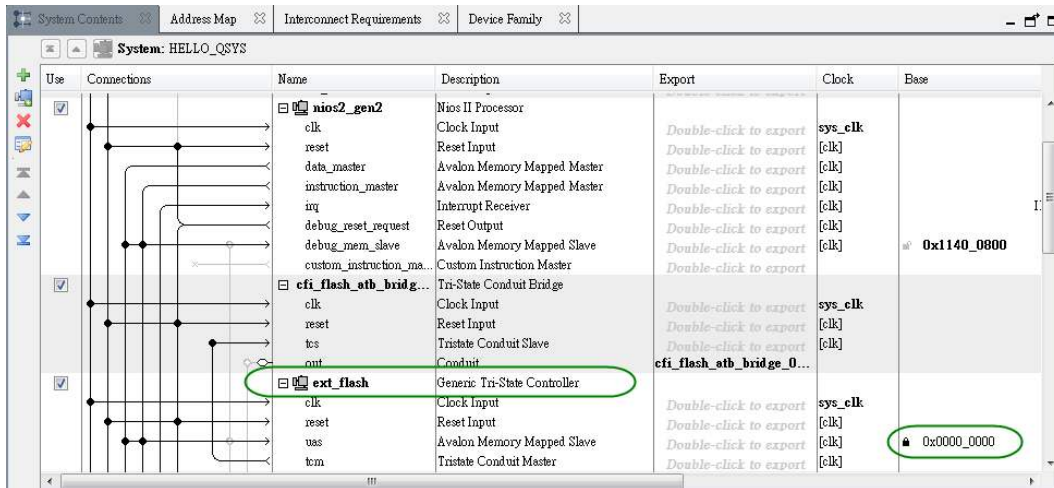 System Contents Address Map Interconnect Requirements Device Family
System: HELLO_QSYS
Use Connections Name Description Export Clock Base
nios2_gen2 Nios II Processor
clk Clock Input Double-click to export sys_clk
reset Reset Input Double-click to export [clk]
data_master Avalon Memory Mapped Master Double-click to export [clk]
instruction_master Avalon Memory Mapped Master Double-click to export [clk]
irq Interrupt Receiver Double-click to export [clk]
debug_reset_request Reset Output Double-click to export [clk]
debug_mem_slave Avalon Memory Mapped Slave Double-click to export [clk] 0x1140_0800
custom_instruction_ma... Custom Instruction Master Double-click to export
cfi_flash_atb_bridg... Tri-State Conduit Bridge
clk Clock Input Double-click to export sys_clk
reset Reset Input Double-click to export [clk]
tcs Tristate Conduit Slave Double-click to export [clk]
out Conduit cfi_flash_atb_bridge_0...
ext_flash Generic Tri-State Controller
clk Clock Input Double-click to export sys_clk
reset Reset Input Double-click to export [clk]
uas Avalon Memory Mapped Slave Double-click to export [clk] 0x0000_0000
tcm Tristate Conduit Master Double-click to export [clk]